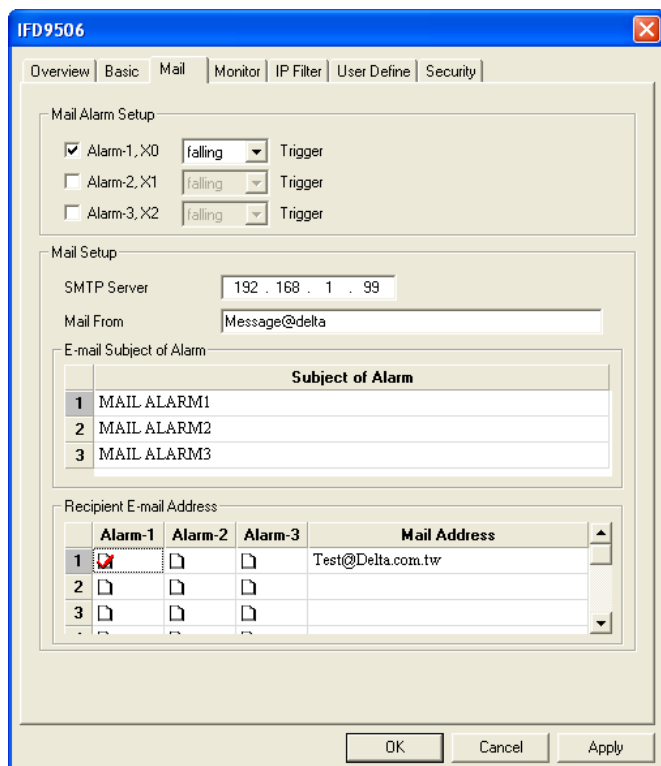 IFD9506
Overview Basic Mail Monitor IP Filter User Define Security
Mail Alarm Setup
Alarm-1, X0 falling Trigger
Alarm-2, X1 falling Trigger
Alarm-3, X2 falling Trigger
Mail Setup
SMTP Server 192 . 168 . 1 . 99
Mail From Message@delta
E-mail Subject of Alarm
Subject of Alarm
1 MAIL ALARM1
2 MAIL ALARM2
3 MAIL ALARM3
Recipient E-mail Address
Alarm-1 Alarm-2 Alarm-3 Mail Address
1 Test@Delta.com.tw
2
3
OK Cancel Apply